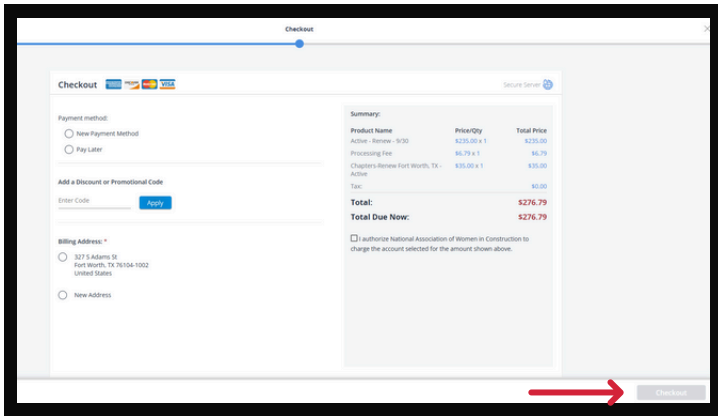 Checkout
Checkout
VISA
Secure Server
Payment method:
New Payment Method
Pay Later
Add a Discount or Promotional Code
Enter Code
Apply
Billing Address: *
327 S Adams St
Fort Worth, TX 76104-1002
United States
New Address
Summary:
Product Name Price/Qty Total Price
Active - Renew - 9/30 $235.00 x 1 $235.00
Processing Fee $6.79 x 1 $6.79
Chapters-Renew Fort Worth, TX - $35.00 x 1 $35.00
Active
Tax: $0.00
Total: $276.79
Total Due Now: $276.79
I authorize National Association of Women in Construction to
charge the account selected for the amount shown above.
Checkout